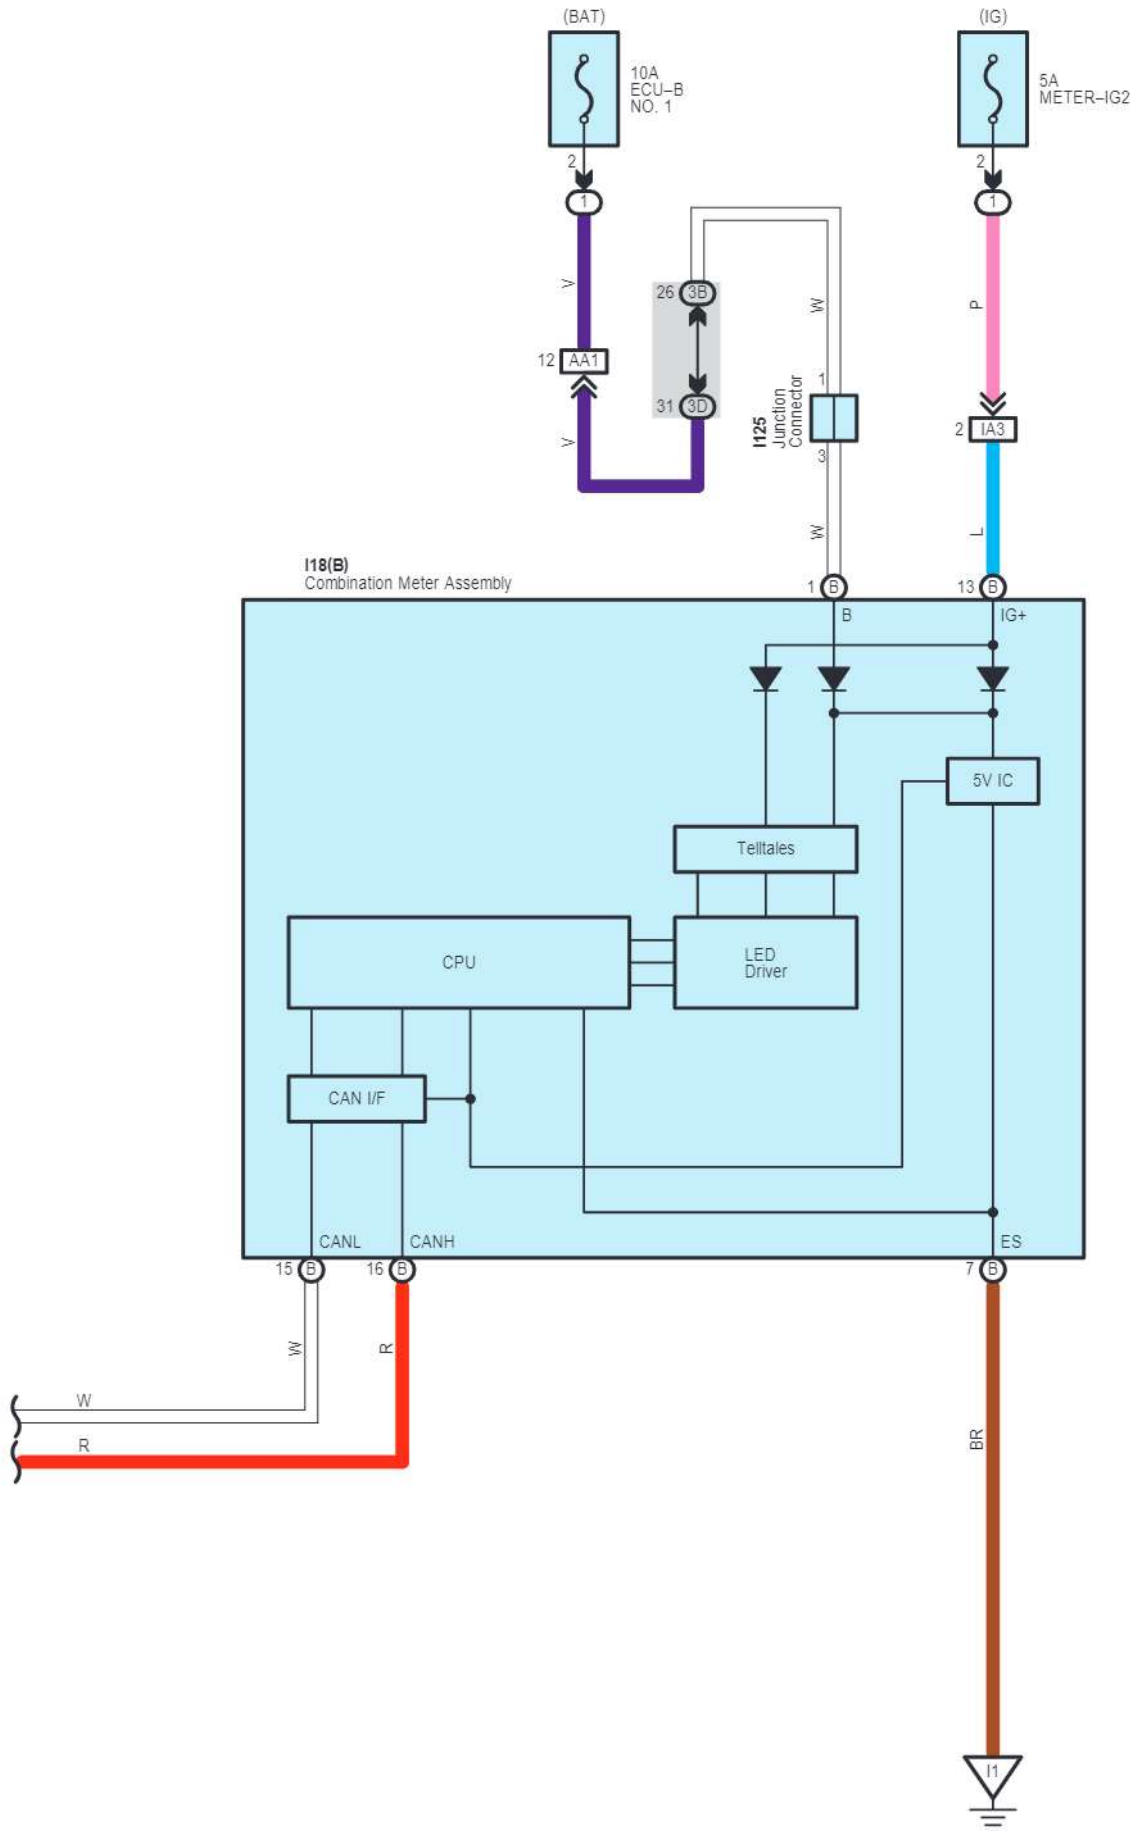 (BAT)
(IG)
10A
ECU–B
NO. 1
5A
METER–IG2
2
2
1
1
V
26 3B
W
P
12 AA1
1
31 3D
I125
Junction
Connector
2 IA3
V
3
W
L
I18(B)
Combination Meter Assembly
1 B
13 B
B
IG+
5V IC
Telltales
CPU
LED
Driver
CAN I/F
CANL
CANH
ES
15 B
16 B
7 B
W
R
W
R
BR
I1